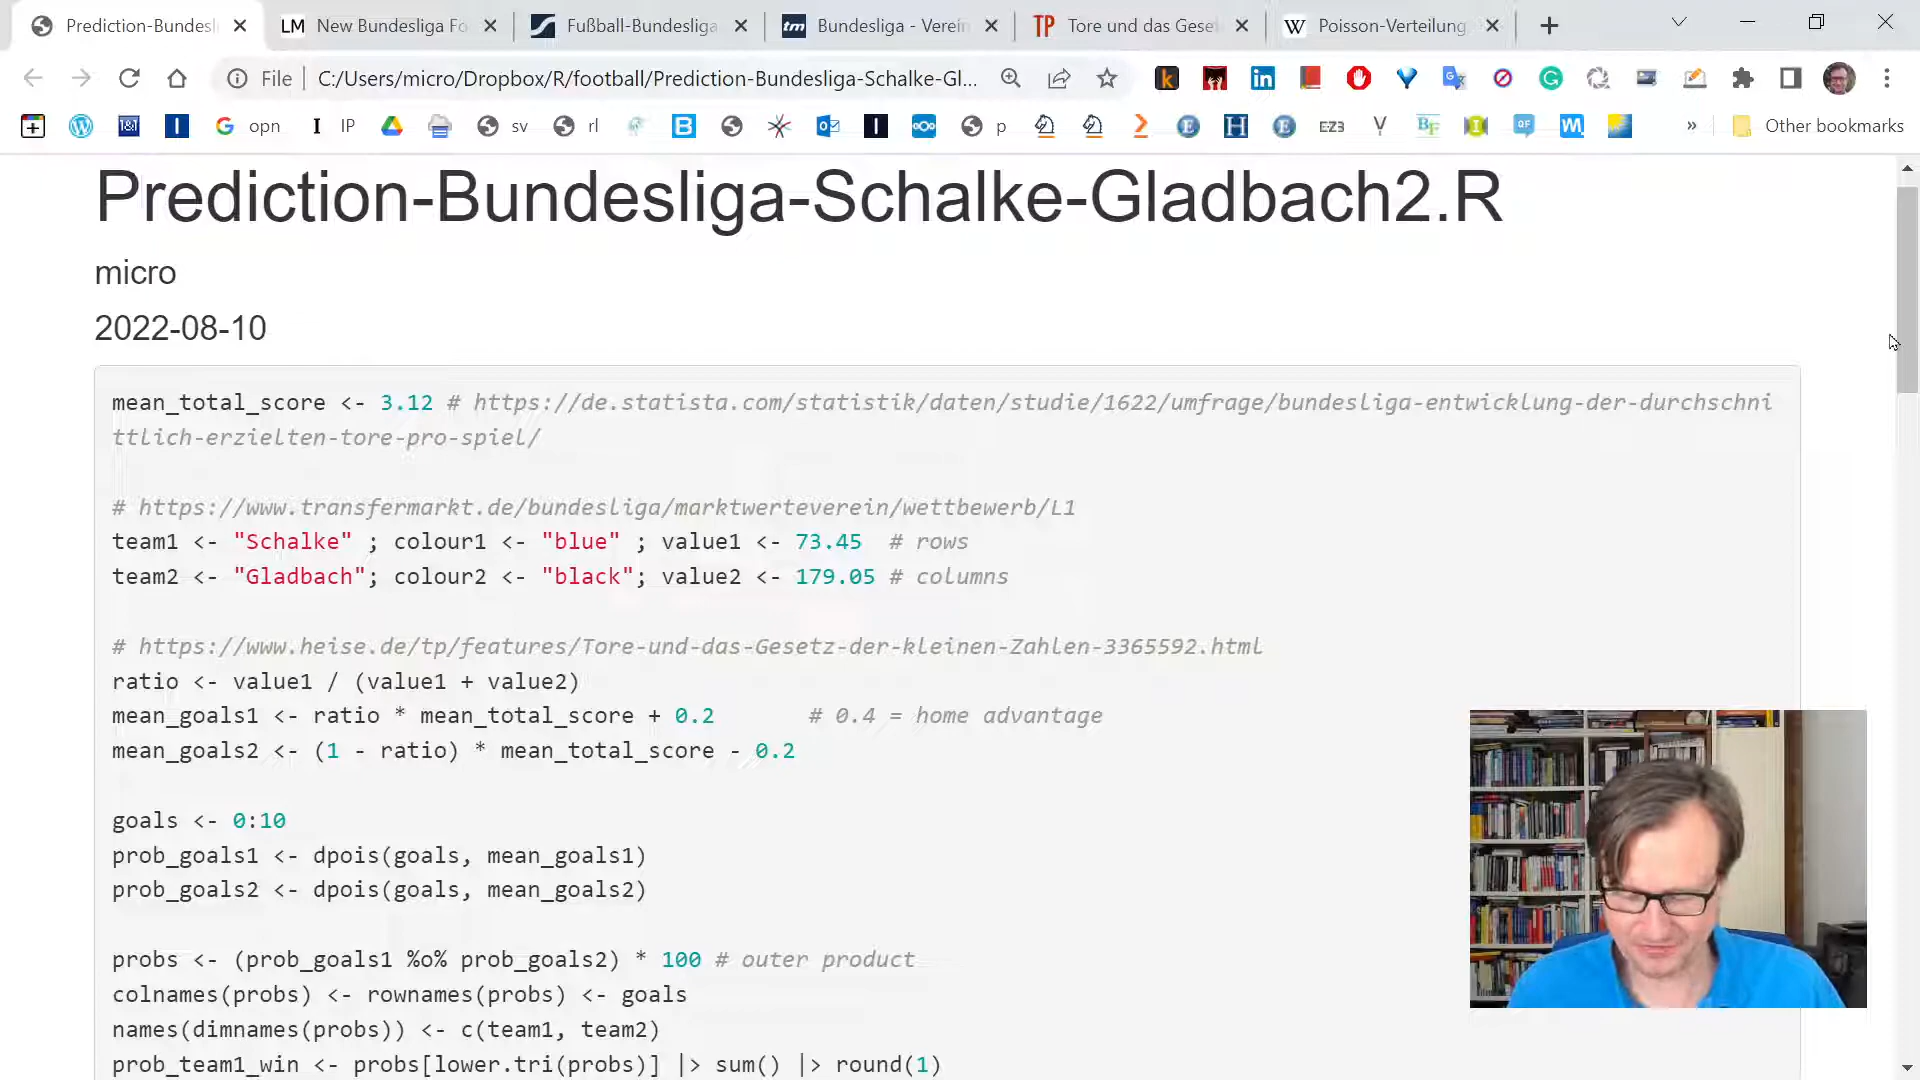 Prediction-Bundesl
New Bundesliga Fo
Fußball-Bundesliga
tm Bundesliga - Verein
TP Tore und das Geset
W Poisson-Verteilung
File C:/Users/micro/Dropbox/R/football/Prediction-Bundesliga-Schalke-Gl...
opn IP sv rl p EZ3 Other bookmarks
Prediction-Bundesliga-Schalke-Gladbach2.R
micro
2022-08-10
mean_total_score <- 3.12 # https://de.statista.com/statistik/daten/studie/1622/umfrage/bundesliga-entwicklung-der-durchschni
ttlich-erzielten-tore-pro-spiel/
# https://www.transfermarkt.de/bundesliga/marktwerteverein/wettbewerb/L1
team1 <- "Schalke" ; colour1 <- "blue" ; value1 <- 73.45 # rows
team2 <- "Gladbach"; colour2 <- "black"; value2 <- 179.05 # columns
# https://www.heise.de/tp/features/Tore-und-das-Gesetz-der-kleinen-Zahlen-3365592.html
ratio <- value1 / (value1 + value2)
mean_goals1 <- ratio * mean_total_score + 0.2 # 0.4 = home advantage
mean_goals2 <- (1 - ratio) * mean_total_score - 0.2
goals <- 0:10
prob_goals1 <- dpois(goals, mean_goals1)
prob_goals2 <- dpois(goals, mean_goals2)
probs <- (prob_goals1 %o% prob_goals2) * 100 # outer product
colnames(probs) <- rownames(probs) <- goals
names(dimnames(probs)) <- c(team1, team2)
prob_team1_win <- probs[lower.tri(probs)] |> sum() |> round(1)